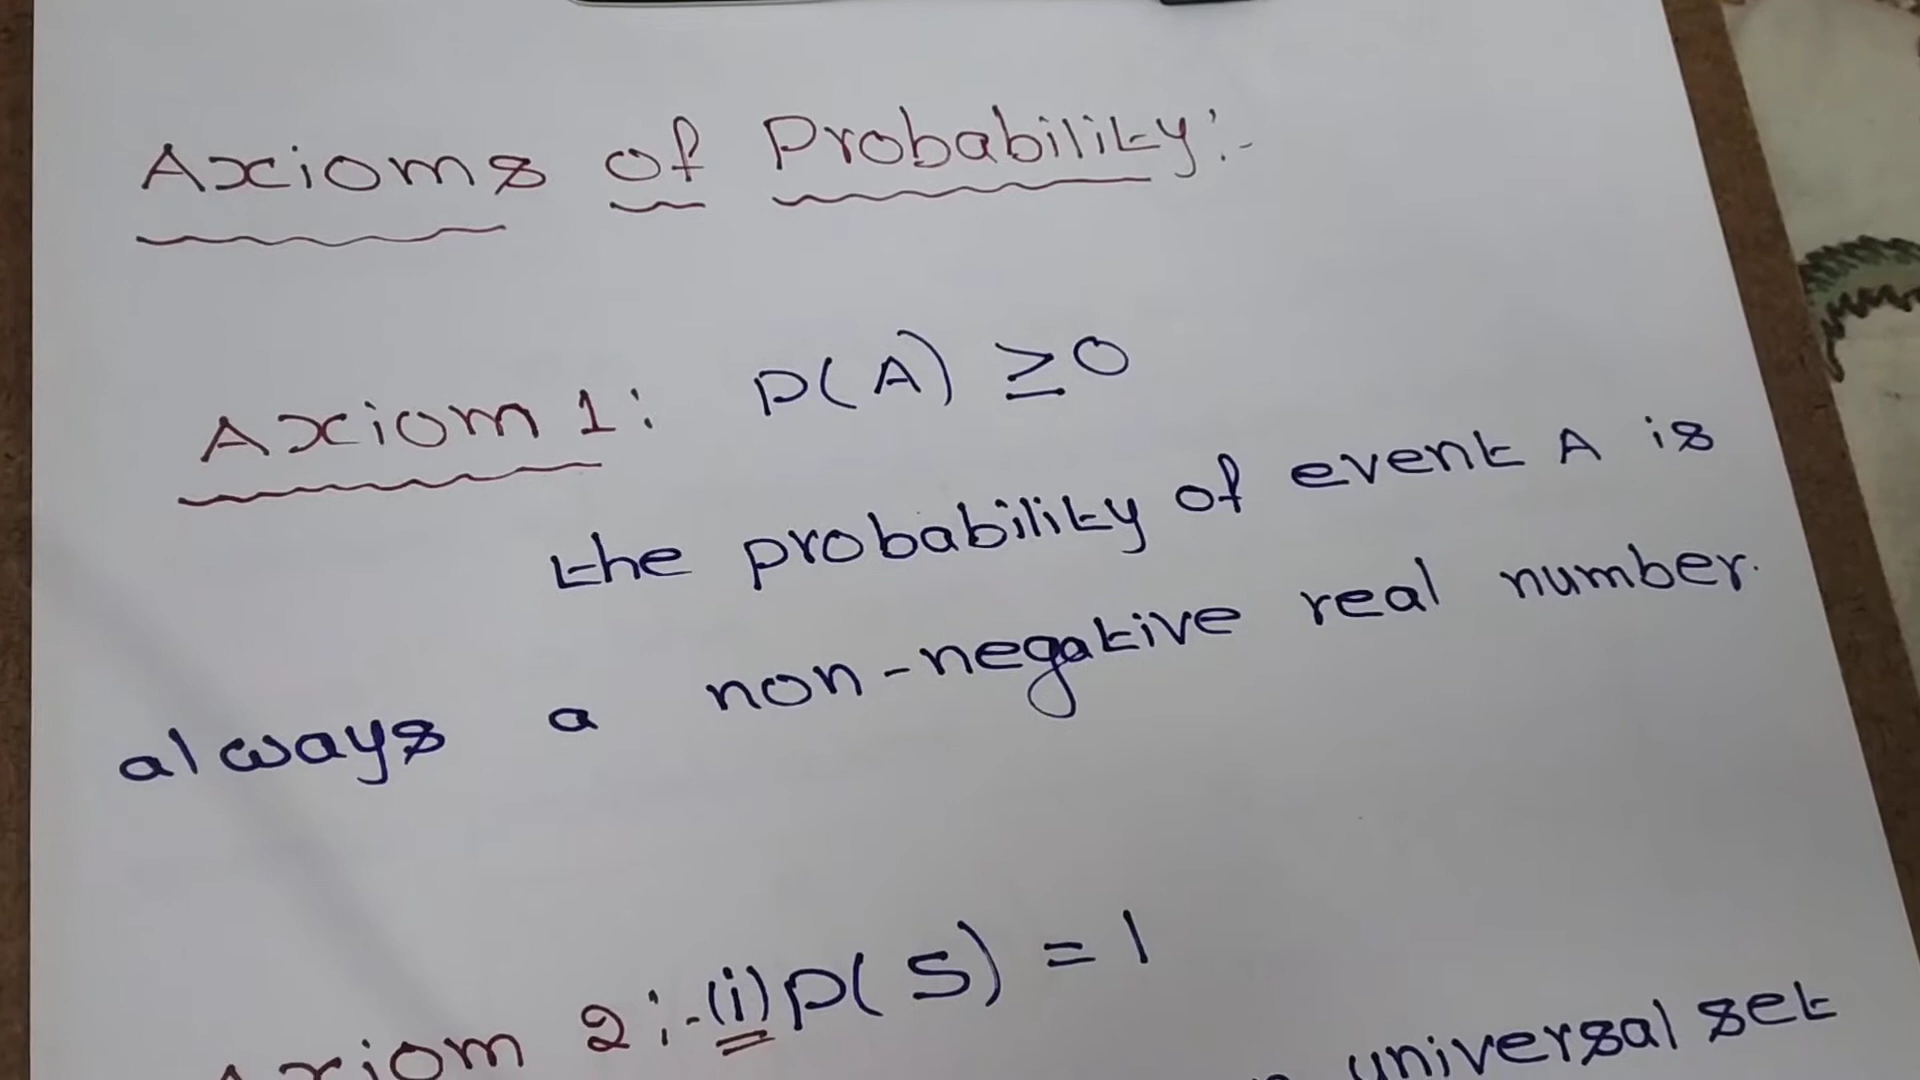 Axioms of Probability:-
Axiom 1: P(A) ≥0
the probability of event A is
always a non-negative real number.
Axiom 2:-(i) P(S) = 1
universal set